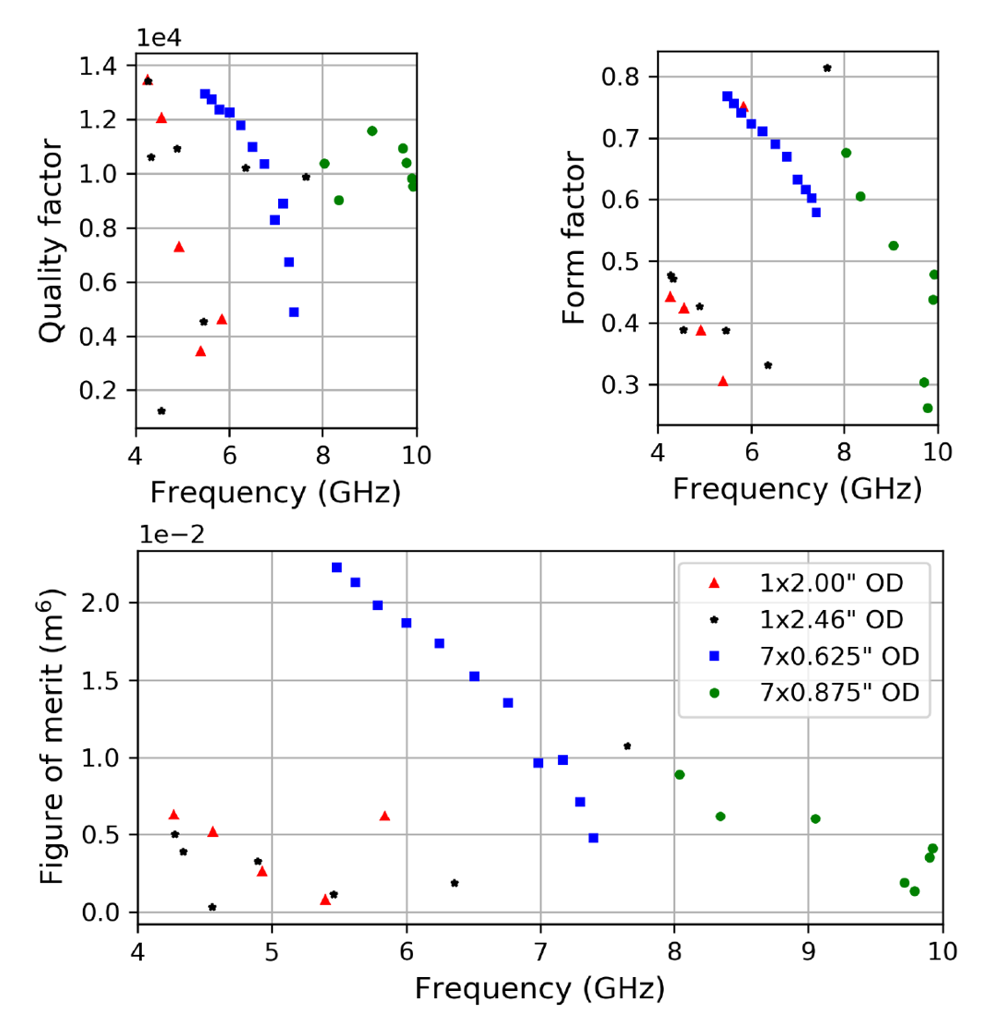 1e4
1.4
1.2
1.0
0.8
0.6
0.4
0.2
Quality factor
4 6 8 10
Frequency (GHz)
0.8
0.7
0.6
0.5
0.4
0.3
Form factor
4 6 8 10
Frequency (GHz)
1e−2
2.0
1.5
1.0
0.5
0.0
Figure of merit (m⁶)
1x2.00" OD
1x2.46" OD
7x0.625" OD
7x0.875" OD
4 5 6 7 8 9 10
Frequency (GHz)